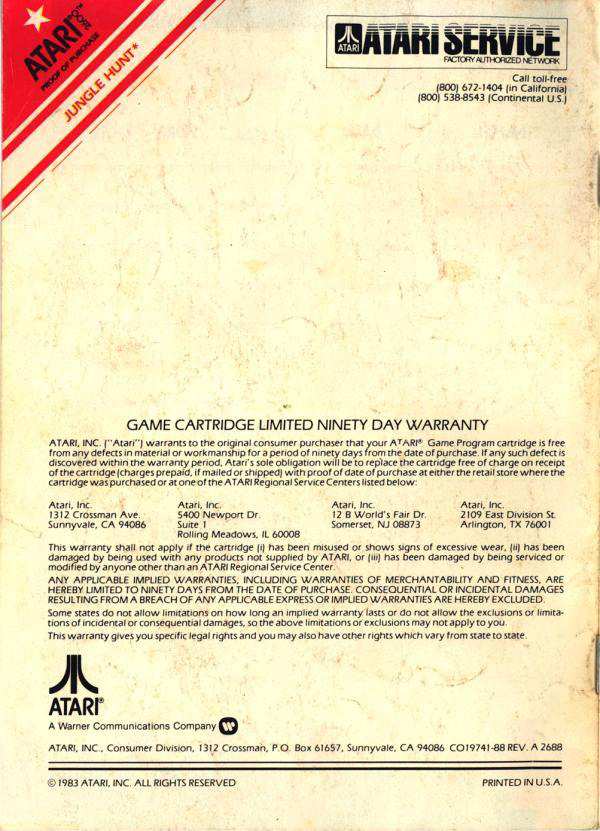 ATARI
5200™
PROOF OF PURCHASE
JUNGLE HUNT*
ATARI
ATARI SERVICE
FACTORY AUTHORIZED NETWORK
Call toll-free
(800) 672-1404 (in California)
(800) 538-8543 (Continental U.S.)
GAME CARTRIDGE LIMITED NINETY DAY WARRANTY
ATARI, INC. ("Atari") warrants to the original consumer purchaser that your ATARI® Game Program cartridge is free
from any defects in material or workmanship for a period of ninety days from the date of purchase. If any such defect is
discovered within the warranty period, Atari's sole obligation will be to replace the cartridge free of charge on receipt
of the cartridge (charges prepaid, if mailed or shipped) with proof of date of purchase at either the retail store where the
cartridge was purchased or at one of the ATARI Regional Service Centers listed below:
Atari, Inc.
1312 Crossman Ave.
Sunnyvale, CA 94086
Atari, Inc.
5400 Newport Dr.
Suite 1
Rolling Meadows, IL 60008
Atari, Inc.
12 B World's Fair Dr.
Somerset, NJ 08873
Atari, Inc.
2109 East Division St.
Arlington, TX 76001
This warranty shall not apply if the cartridge (i) has been misused or shows signs of excessive wear, (ii) has been
damaged by being used with any products not supplied by ATARI, or (iii) has been damaged by being serviced or
modified by anyone other than an ATARI Regional Service Center.
ANY APPLICABLE IMPLIED WARRANTIES, INCLUDING WARRANTIES OF MERCHANTABILITY AND FITNESS, ARE
HEREBY LIMITED TO NINETY DAYS FROM THE DATE OF PURCHASE. CONSEQUENTIAL OR INCIDENTAL DAMAGES
RESULTING FROM A BREACH OF ANY APPLICABLE EXPRESS OR IMPLIED WARRANTIES ARE HEREBY EXCLUDED.
Some states do not allow limitations on how long an implied warranty lasts or do not allow the exclusions or limita-
tions of incidental or consequential damages, so the above limitations or exclusions may not apply to you.
This warranty gives you specific legal rights and you may also have other rights which vary from state to state.
ATARI®
A Warner Communications Company
ATARI, INC., Consumer Division, 1312 Crossman, P.O. Box 61657, Sunnyvale, CA 94086 CO19741-88 REV. A 2688
© 1983 ATARI, INC. ALL RIGHTS RESERVED
PRINTED IN U.S.A.